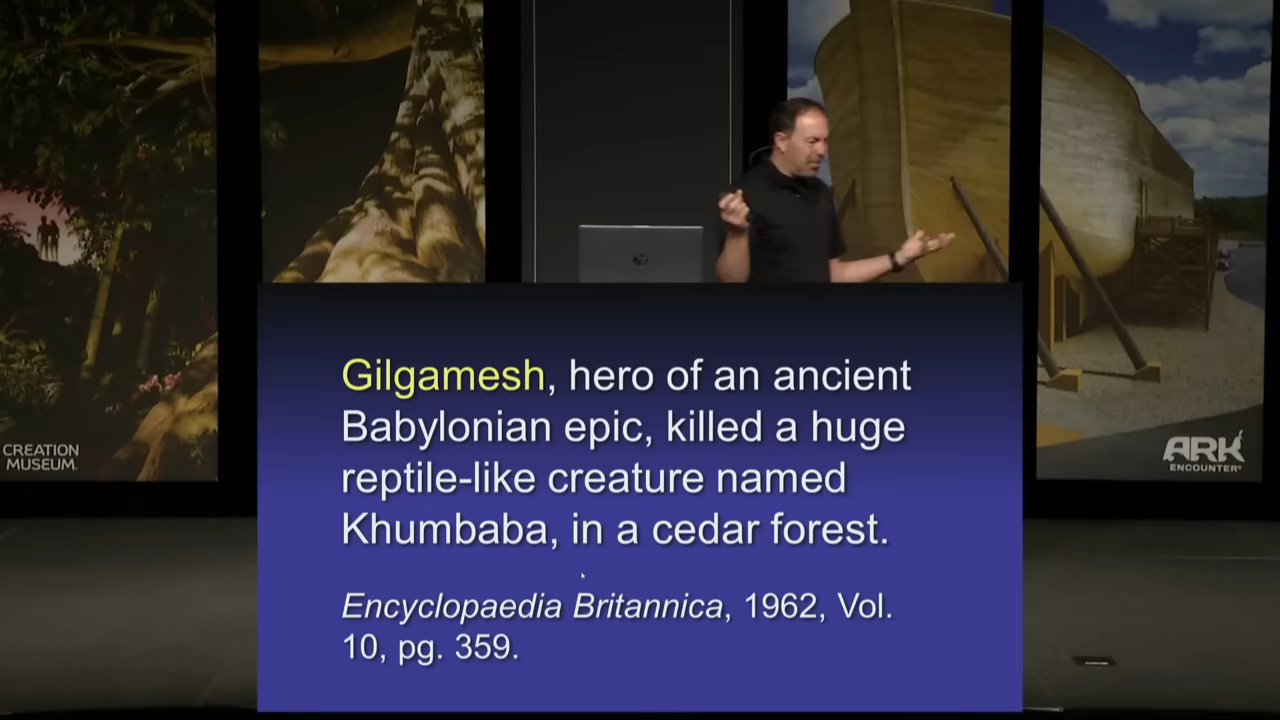 Gilgamesh, hero of an ancient
Babylonian epic, killed a huge
reptile-like creature named
Khumbaba, in a cedar forest.
Encyclopaedia Britannica, 1962, Vol.
10, pg. 359.
CREATION
MUSEUM
ARK
ENCOUNTER
hp